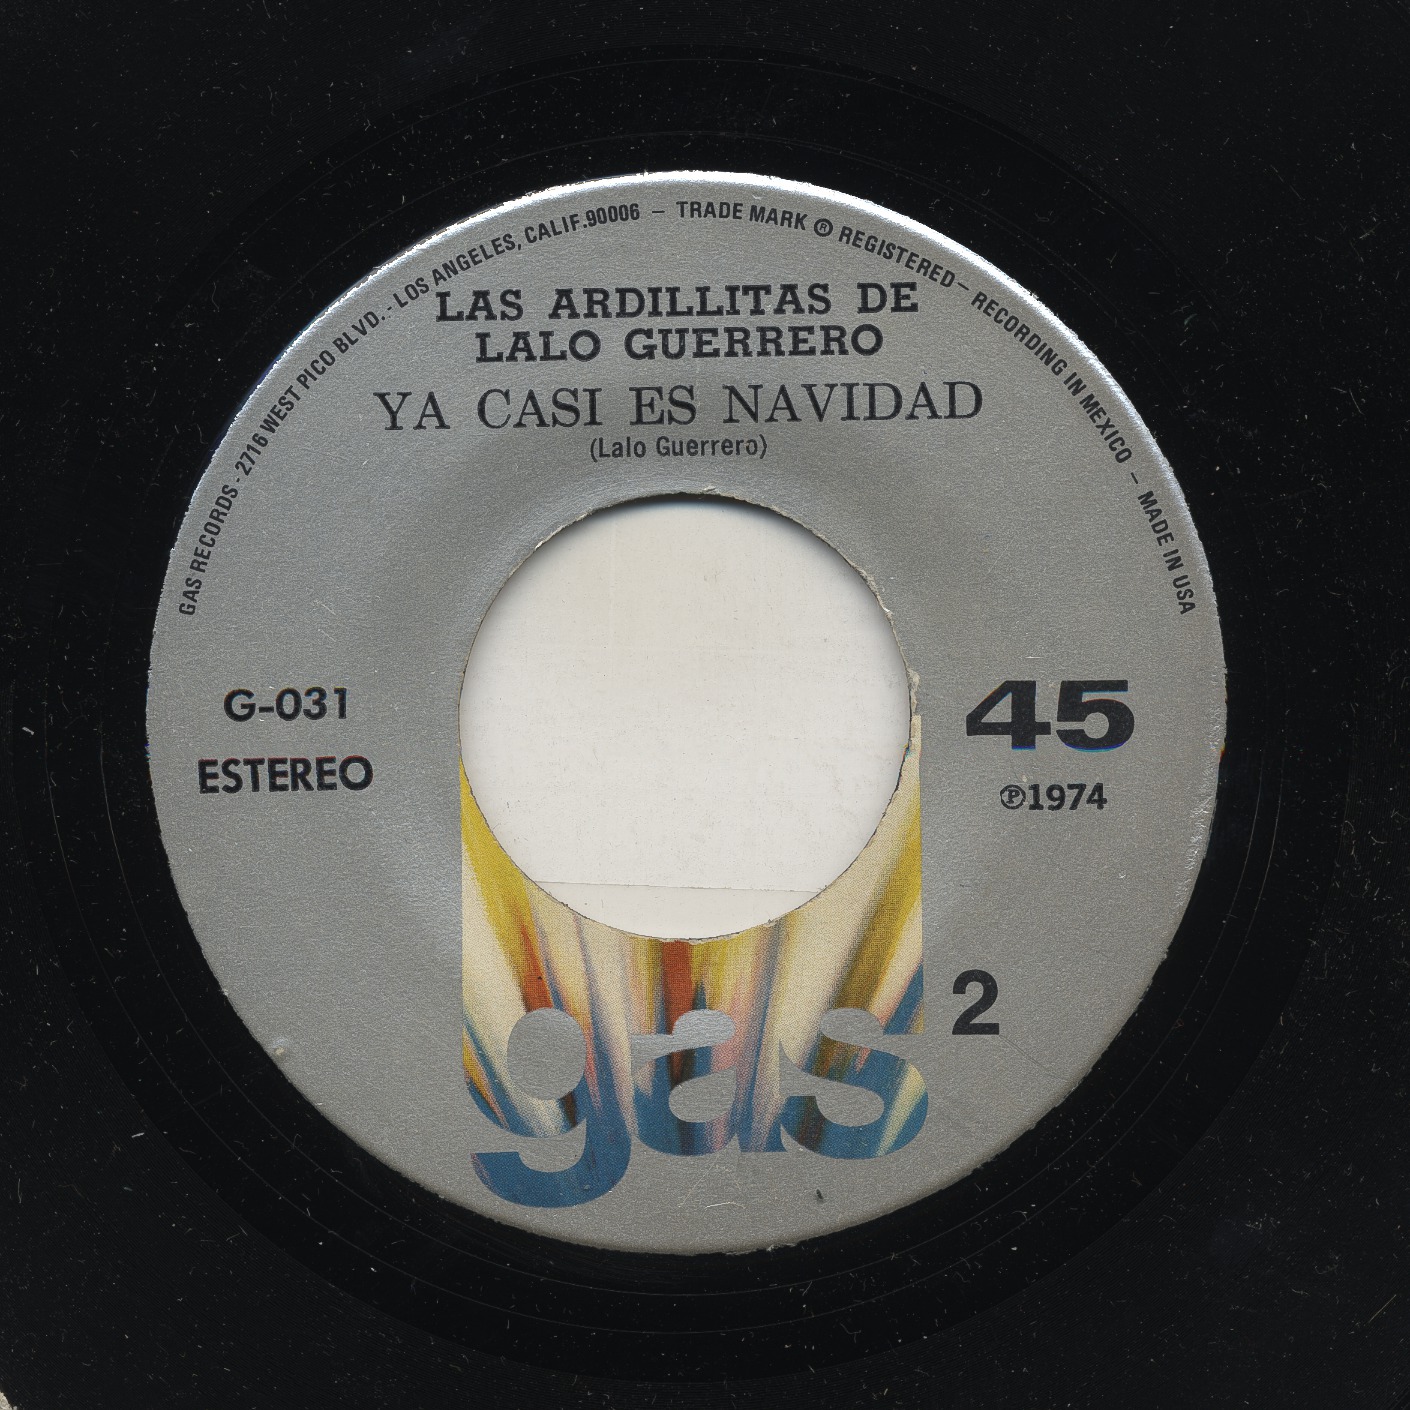 GAS RECORDS - 2716 WEST PICO BLVD. - LOS ANGELES, CALIF. 90006 — TRADE MARK ® REGISTERED — RECORDING IN MEXICO — MADE IN USA
LAS ARDILLITAS DE
LALO GUERRERO
YA CASI ES NAVIDAD
(Lalo Guerrero)
G-031
ESTEREO
45
℗1974
2
gas